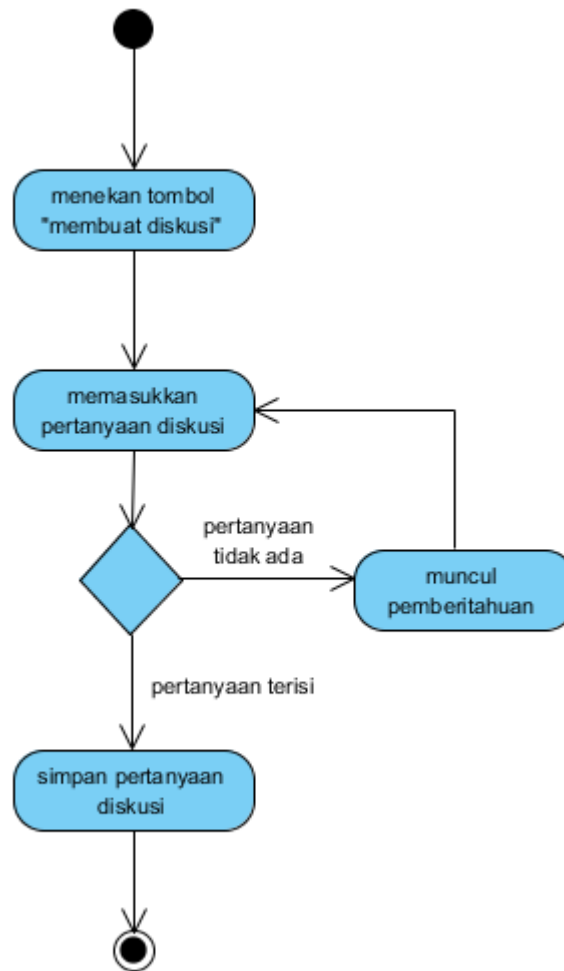 menekan tombol
"membuat diskusi"
memasukkan
pertanyaan diskusi
pertanyaan
tidak ada
muncul
pemberitahuan
pertanyaan terisi
simpan pertanyaan
diskusi